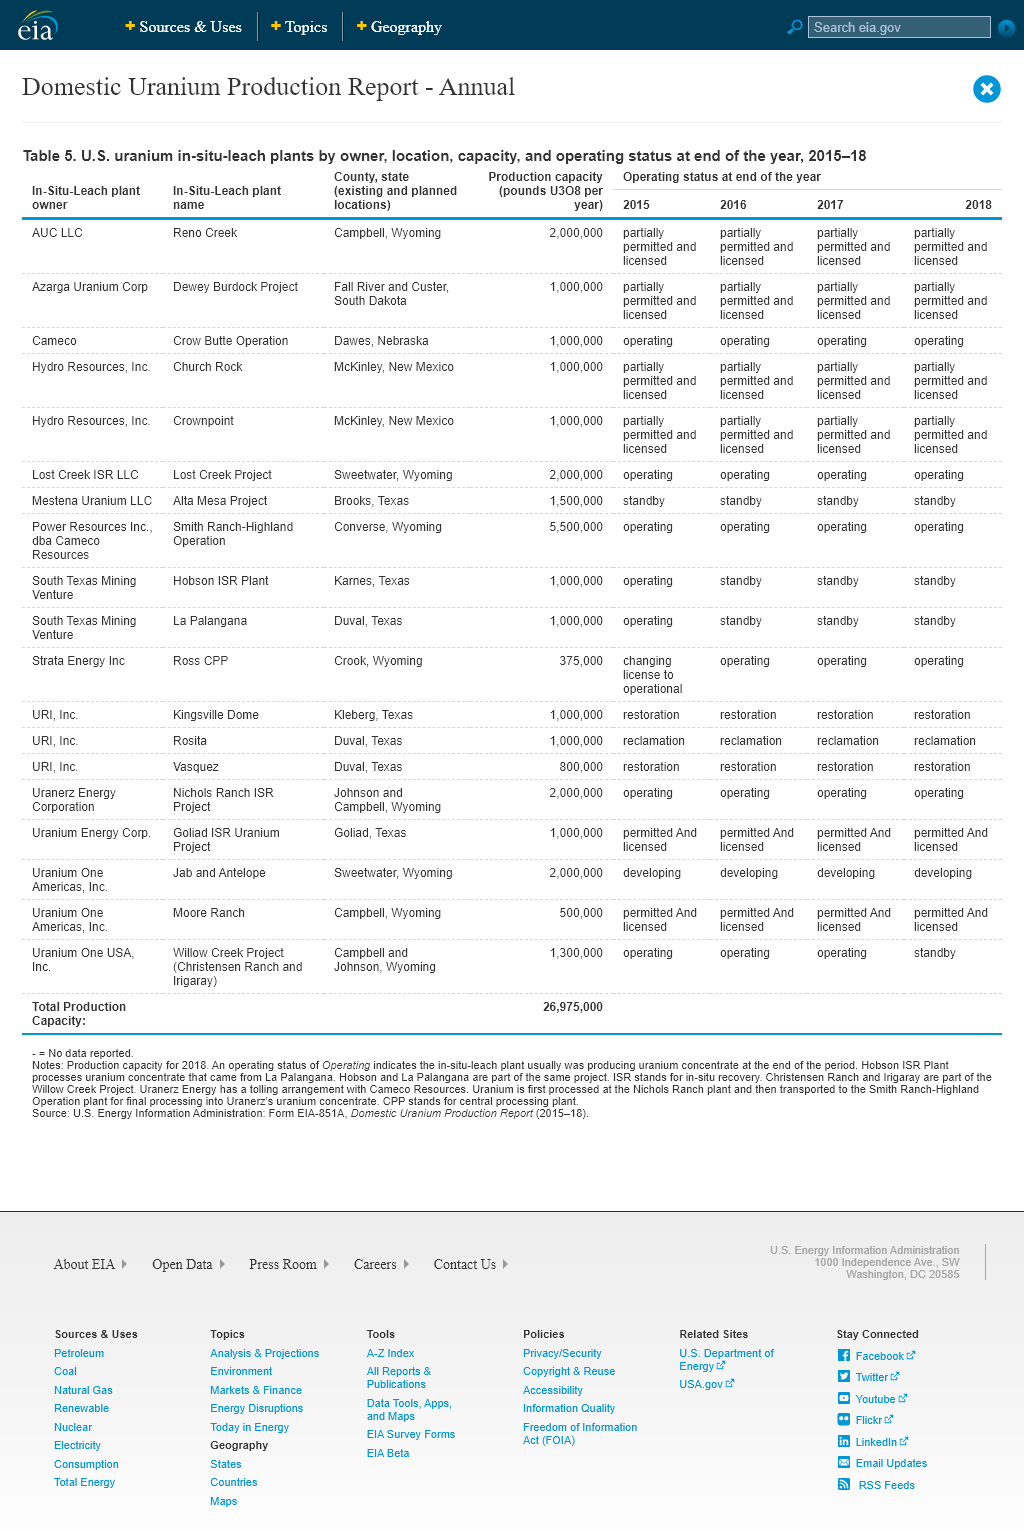 eia
Sources & Uses
Topics
Geography
Search eia.gov
Domestic Uranium Production Report - Annual
Table 5. U.S. uranium in-situ-leach plants by owner, location, capacity, and operating status at end of the year, 2015–18
In-Situ-Leach plant owner In-Situ-Leach plant name County, state (existing and planned locations) Production capacity (pounds U3O8 per year) Operating status at end of the year
2015 2016 2017 2018
AUC LLC Reno Creek Campbell, Wyoming 2,000,000 partially permitted and licensed partially permitted and licensed partially permitted and licensed partially permitted and licensed
Azarga Uranium Corp Dewey Burdock Project Fall River and Custer, South Dakota 1,000,000 partially permitted and licensed partially permitted and licensed partially permitted and licensed partially permitted and licensed
Cameco Crow Butte Operation Dawes, Nebraska 1,000,000 operating operating operating operating
Hydro Resources, Inc. Church Rock McKinley, New Mexico 1,000,000 partially permitted and licensed partially permitted and licensed partially permitted and licensed partially permitted and licensed
Hydro Resources, Inc. Crownpoint McKinley, New Mexico 1,000,000 partially permitted and licensed partially permitted and licensed partially permitted and licensed partially permitted and licensed
Lost Creek ISR LLC Lost Creek Project Sweetwater, Wyoming 2,000,000 operating operating operating operating
Mestena Uranium LLC Alta Mesa Project Brooks, Texas 1,500,000 standby standby standby standby
Power Resources Inc., dba Cameco Resources Smith Ranch-Highland Operation Converse, Wyoming 5,500,000 operating operating operating operating
South Texas Mining Venture Hobson ISR Plant Karnes, Texas 1,000,000 operating standby standby standby
South Texas Mining Venture La Palangana Duval, Texas 1,000,000 operating standby standby standby
Strata Energy Inc Ross CPP Crook, Wyoming 375,000 changing license to operational operating operating operating
URI, Inc. Kingsville Dome Kleberg, Texas 1,000,000 restoration restoration restoration restoration
URI, Inc. Rosita Duval, Texas 1,000,000 reclamation reclamation reclamation reclamation
URI, Inc. Vasquez Duval, Texas 800,000 restoration restoration restoration restoration
Uranerz Energy Corporation Nichols Ranch ISR Project Johnson and Campbell, Wyoming 2,000,000 operating operating operating operating
Uranium Energy Corp. Goliad ISR Uranium Project Goliad, Texas 1,000,000 permitted And licensed permitted And licensed permitted And licensed permitted And licensed
Uranium One Americas, Inc. Jab and Antelope Sweetwater, Wyoming 2,000,000 developing developing developing developing
Uranium One Americas, Inc. Moore Ranch Campbell, Wyoming 500,000 permitted And licensed permitted And licensed permitted And licensed permitted And licensed
Uranium One USA, Inc. Willow Creek Project (Christensen Ranch and Irigaray) Campbell and Johnson, Wyoming 1,300,000 operating operating operating standby
Total Production Capacity: 26,975,000
- = No data reported.
Notes: Production capacity for 2018. An operating status of Operating indicates the in-situ-leach plant usually was producing uranium concentrate at the end of the period. Hobson ISR Plant
processes uranium concentrate that came from La Palangana. Hobson and La Palangana are part of the same project. ISR stands for in-situ recovery. Christensen Ranch and Irigaray are part of the
Willow Creek Project. Uranerz Energy has a tolling arrangement with Cameco Resources. Uranium is first processed at the Nichols Ranch plant and then transported to the Smith Ranch-Highland
Operation plant for final processing into Uranerz's uranium concentrate. CPP stands for central processing plant.
Source: U.S. Energy Information Administration: Form EIA-851A, Domestic Uranium Production Report (2015–18).
About EIA
Open Data
Press Room
Careers
Contact Us
U.S. Energy Information Administration
1000 Independence Ave., SW
Washington, DC 20585
Sources & Uses
Petroleum
Coal
Natural Gas
Renewable
Nuclear
Electricity
Consumption
Total Energy
Topics
Analysis & Projections
Environment
Markets & Finance
Energy Disruptions
Today in Energy
Geography
States
Countries
Maps
Tools
A-Z Index
All Reports &
Publications
Data Tools, Apps,
and Maps
EIA Survey Forms
EIA Beta
Policies
Privacy/Security
Copyright & Reuse
Accessibility
Information Quality
Freedom of Information
Act (FOIA)
Related Sites
U.S. Department of
Energy
USA.gov
Stay Connected
Facebook
Twitter
Youtube
Flickr
LinkedIn
Email Updates
RSS Feeds